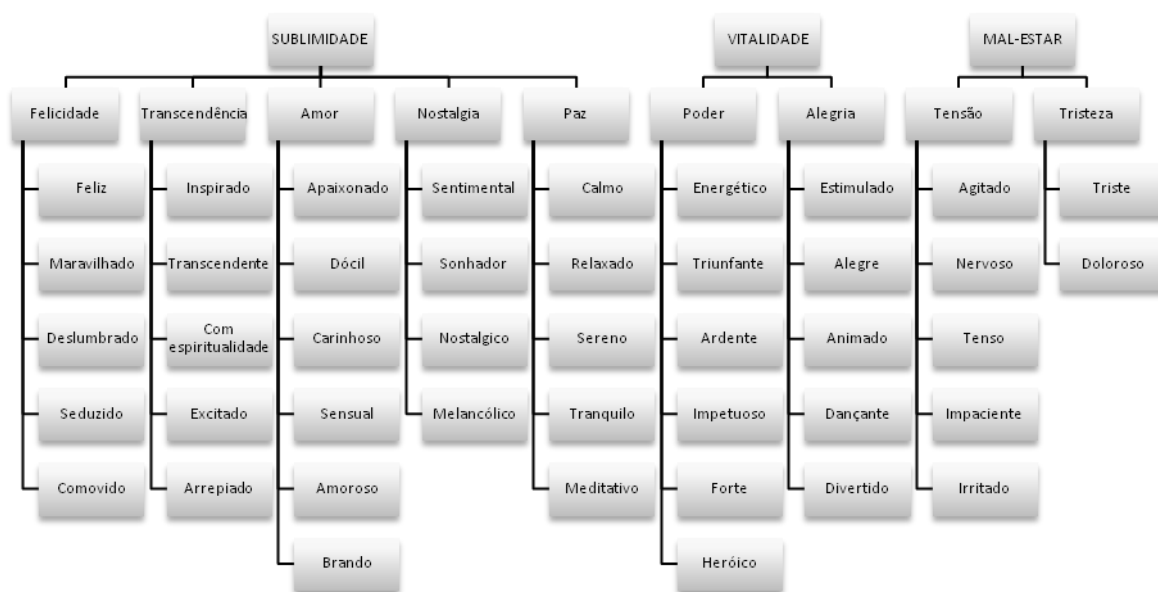 SUBLIMIDADE
VITALIDADE
MAL-ESTAR
Felicidade
Transcendência
Amor
Nostalgia
Paz
Poder
Alegria
Tensão
Tristeza
Feliz
Inspirado
Apaixonado
Sentimental
Calmo
Energético
Estimulado
Agitado
Triste
Maravilhado
Transcendente
Dócil
Sonhador
Relaxado
Triunfante
Alegre
Nervoso
Doloroso
Deslumbrado
Com
espiritualidade
Carinhoso
Nostalgico
Sereno
Ardente
Animado
Tenso
Seduzido
Excitado
Sensual
Melancólico
Tranquilo
Impetuoso
Dançante
Impaciente
Comovido
Arrepiado
Amoroso
Meditativo
Forte
Divertido
Irritado
Brando
Heróico